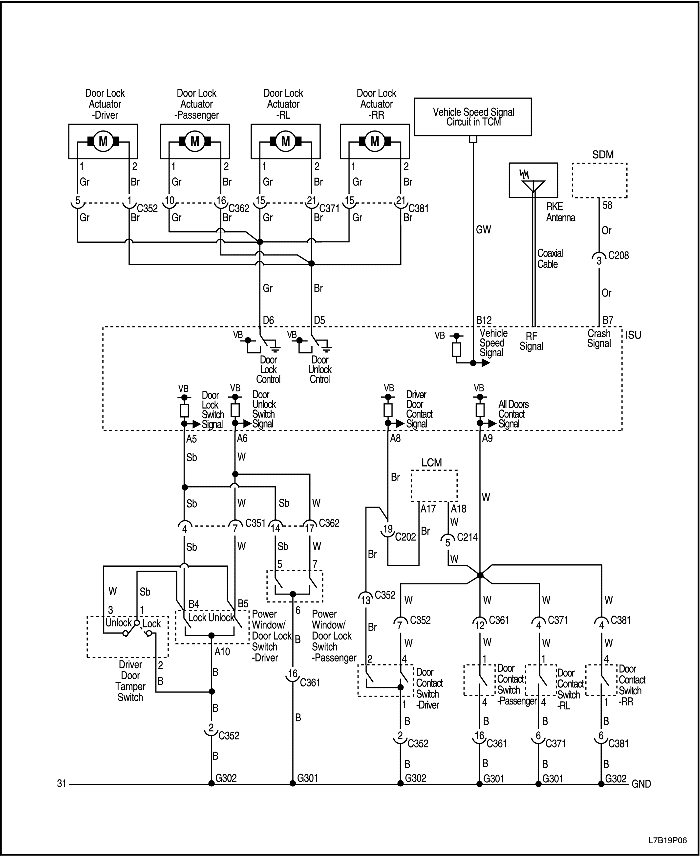 Door Lock
Actuator
-Driver
Door Lock
Actuator
-Passenger
Door Lock
Actuator
-RL
Door Lock
Actuator
-RR
Vehicle Speed Signal
Circuit in TCM
SDM
M M M M
RKE
Antenna
1 2 1 2 1 2 1 2
58
Gr Br Gr Br Gr Br Gr Br
Or
5 1 C352 10 16 C362 15 21 C371 15 21 C381
Gr Br Gr Br Gr Br Gr Br
GW
Coaxial
Cable
3 C208
Gr Br
Or
D6 D5 B12 B7
ISU
VB VB VB
Door
Lock
Control
Door
Unlock
Cntrol
Vehicle
Speed
Signal
RF
Signal
Crash
Signal
VB
Door
Lock
Switch
Signal
VB
Door
Unlock
Switch
Signal
VB
Driver
Door
Contact
Signal
VB
All Doors
Contact
Signal
A5 A6 A8 A9
Sb W
Br
LCM
A17 A18
W
Sb W Sb W
Br W
4 7 C351 14 17 C362
19 C202
5 C214
Sb W Sb W
Br W
5 7
6
W Sb
3 1
B4 B5
Unlock Lock
Lock Unlock
2
A10
Driver
Door
Tamper
Switch
Power
Window/
Door Lock
Switch
-Driver
Power
Window/
Door Lock
Switch
-Passenger
B
B
B
16 C361
B
2 C352
B
B
13 C352
Br
W W W W
7 C352 12 C361 4 C371 4 C381
W W W W
2 4 1 1 4
Door
Contact
Switch
-Driver
Door
Contact
Switch
-Passenger
Door
Contact
Switch
-RL
Door
Contact
Switch
-RR
1 4 4 1
B B B B
2 C352 16 C361 6 C371 6 C381
B B B B
31 G302 G301 G302 G301 G301 G302 GND
L7B19P06